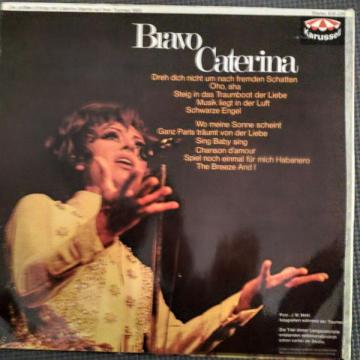 Karussell
Bravo
Caterina
Dreh dich nicht um nach fremden Schatten
Oho, aha
Steig in das Traumboot der Liebe
Musik liegt in der Luft
Schwarze Engel
Wo meine Sonne scheint
Ganz Paris träumt von der Liebe
Sing Baby sing
Chanson d'amour
Spiel noch einmal für mich Habanero
The Breeze And I